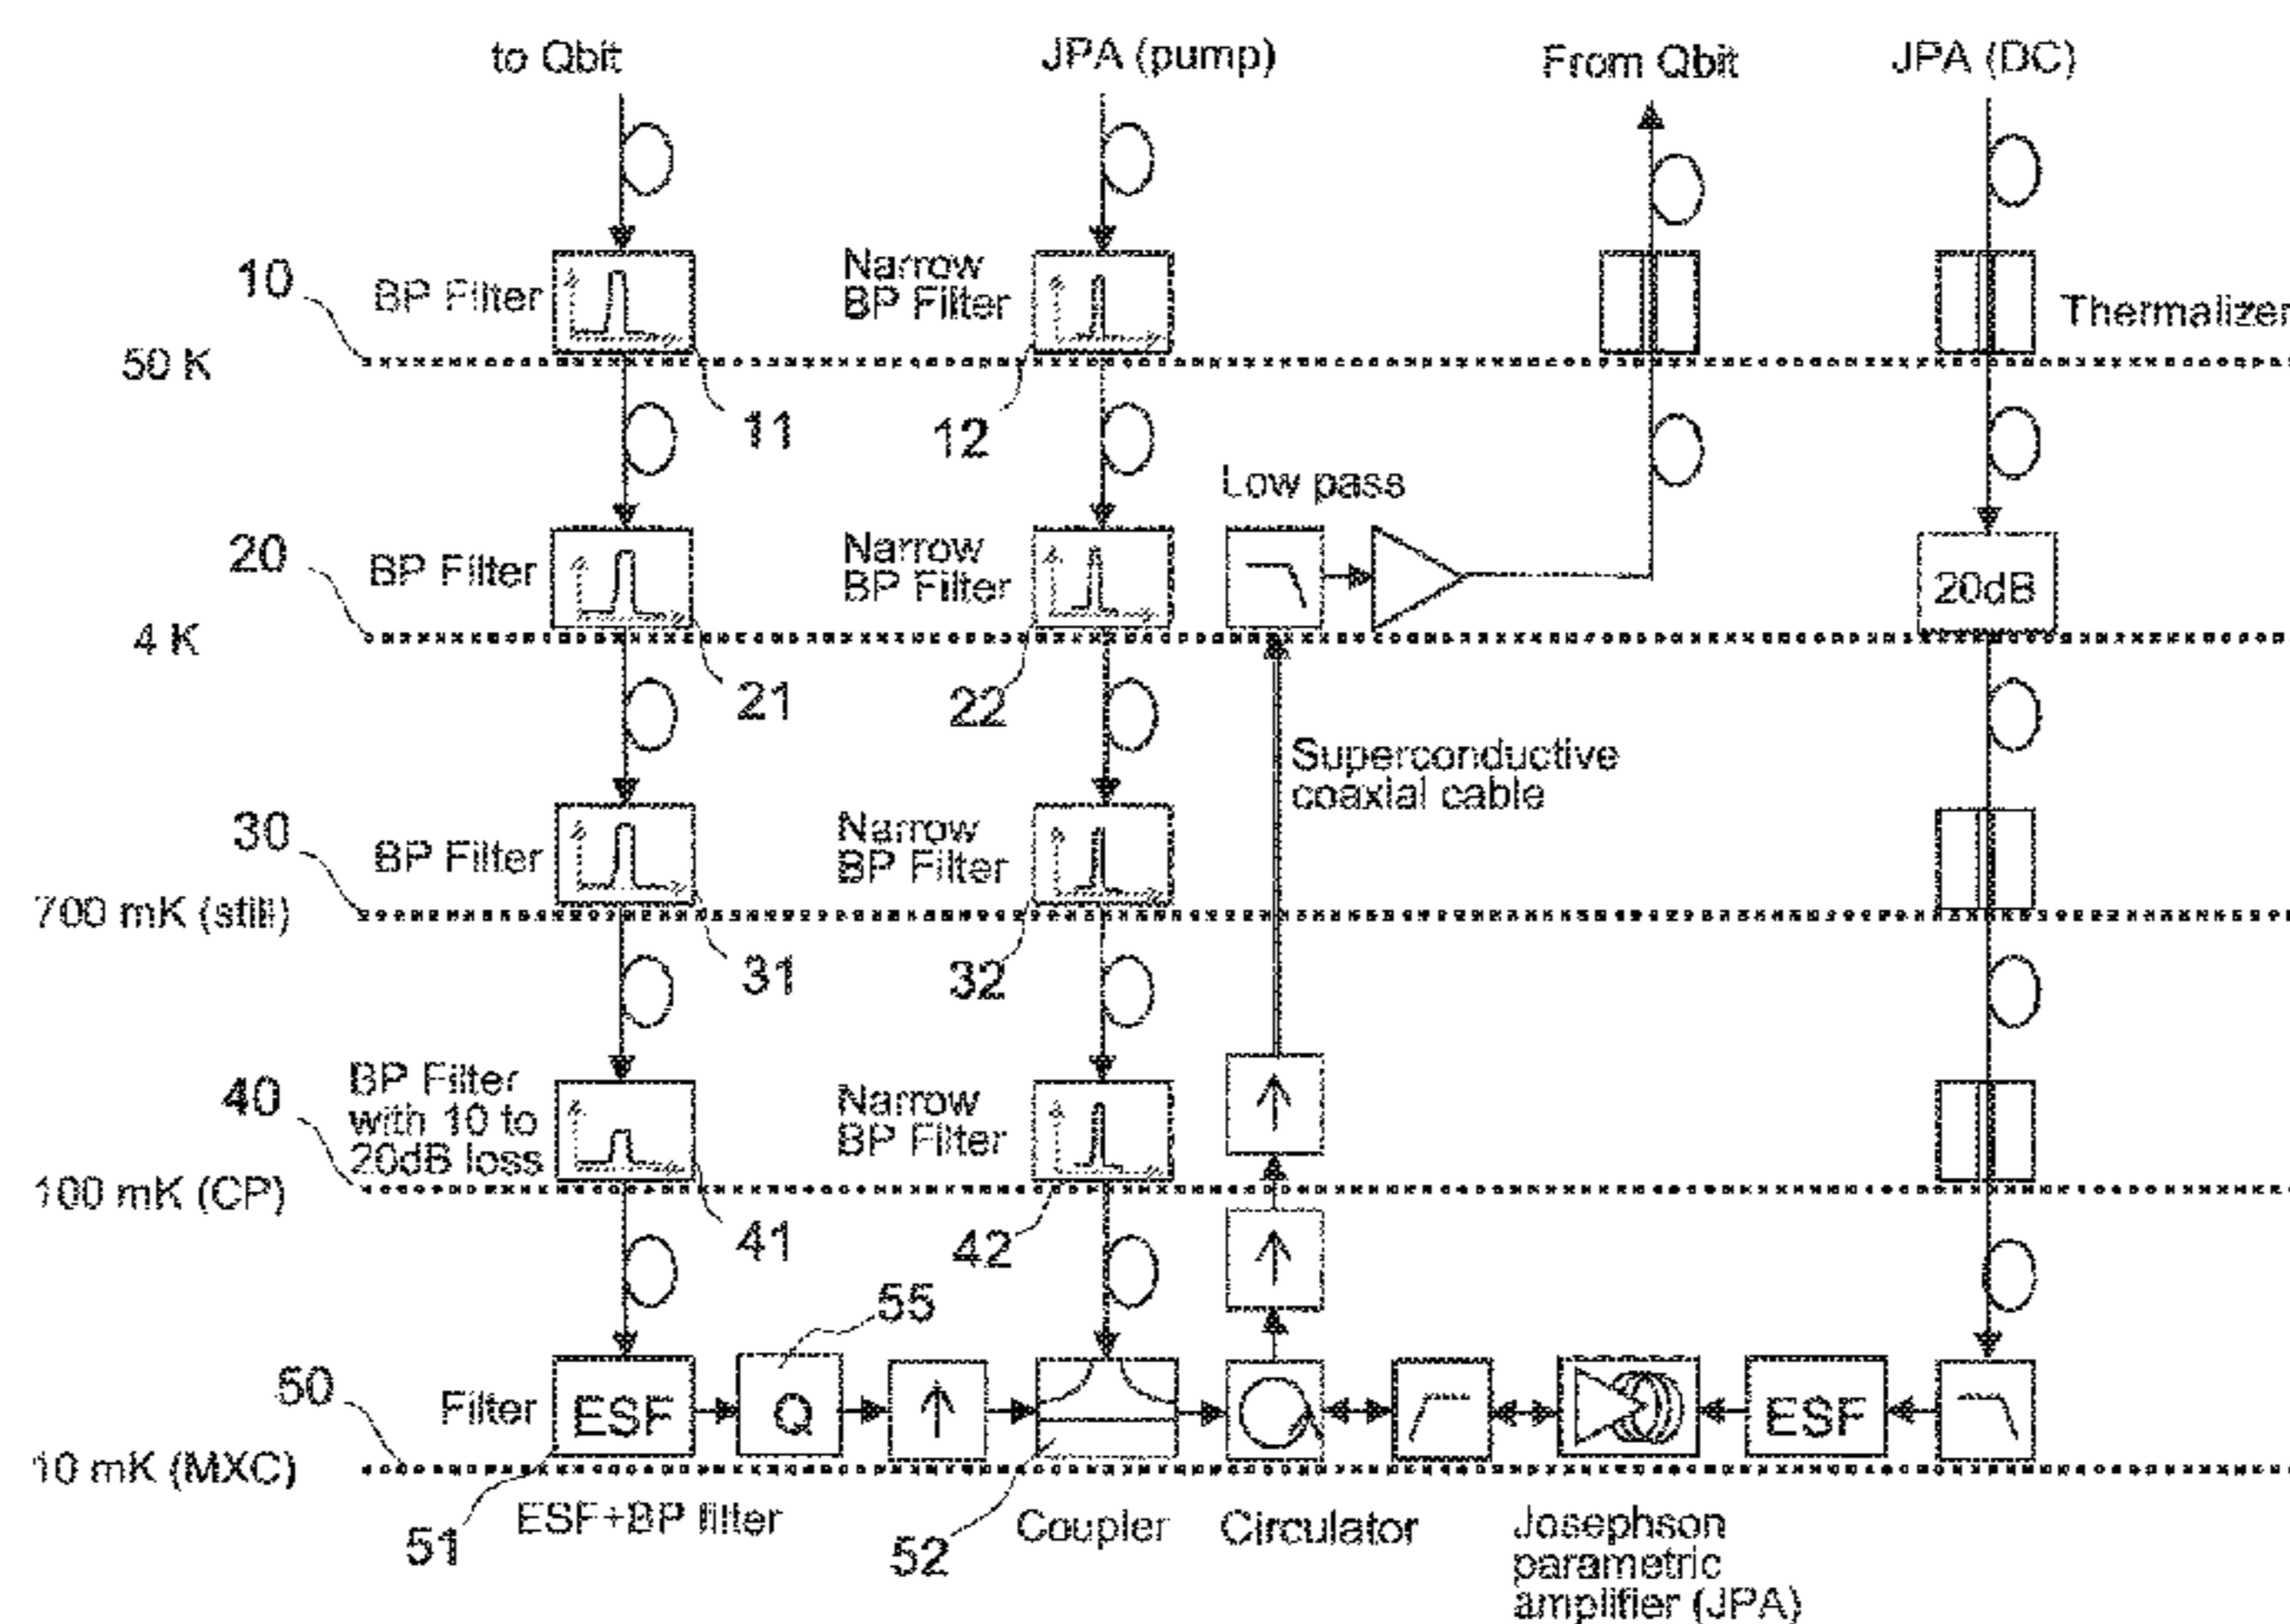 to Qbit
JPA (pump)
From Qbit
JPA (DC)
10
BP Filter
Narrow
BP Filter
Thermalizer
50 K
11
12
Low pass
20
BP Filter
Narrow
BP Filter
20dB
4 K
21
22
Superconductive
coaxial cable
30
BP Filter
Narrow
BP Filter
700 mK (still)
31
32
40
BP Filter
with 10 to
20dB loss
Narrow
BP Filter
100 mK (CP)
41
42
55
50
Filter
ESF
Q
ESF
10 mK (MXC)
51
ESF+BP filter
52
Coupler
Circulator
Josephson
parametric
amplifier (JPA)